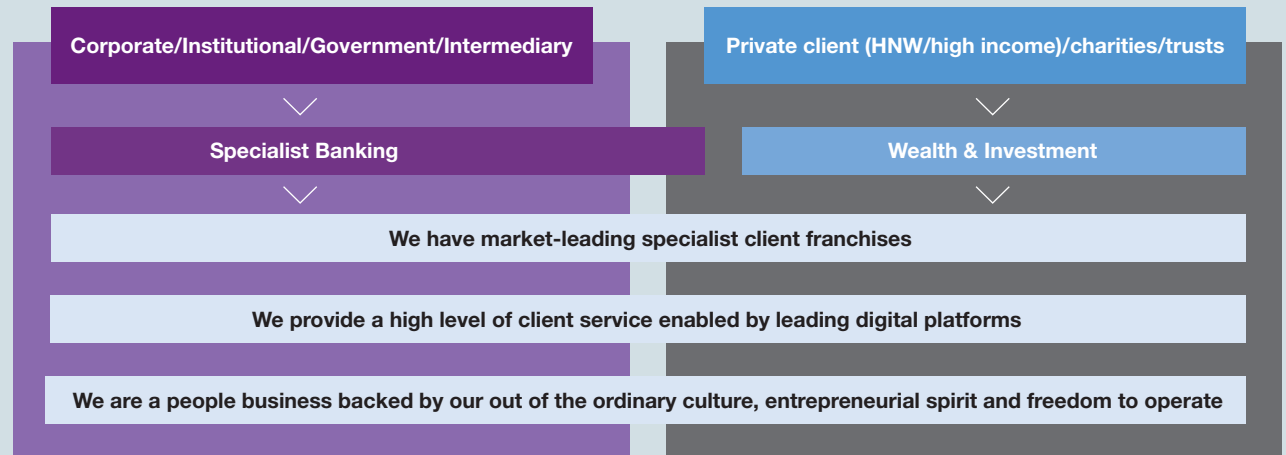 Corporate/Institutional/Government/Intermediary
Private client (HNW/high income)/charities/trusts
Specialist Banking
Wealth & Investment
We have market-leading specialist client franchises
We provide a high level of client service enabled by leading digital platforms
We are a people business backed by our out of the ordinary culture, entrepreneurial spirit and freedom to operate